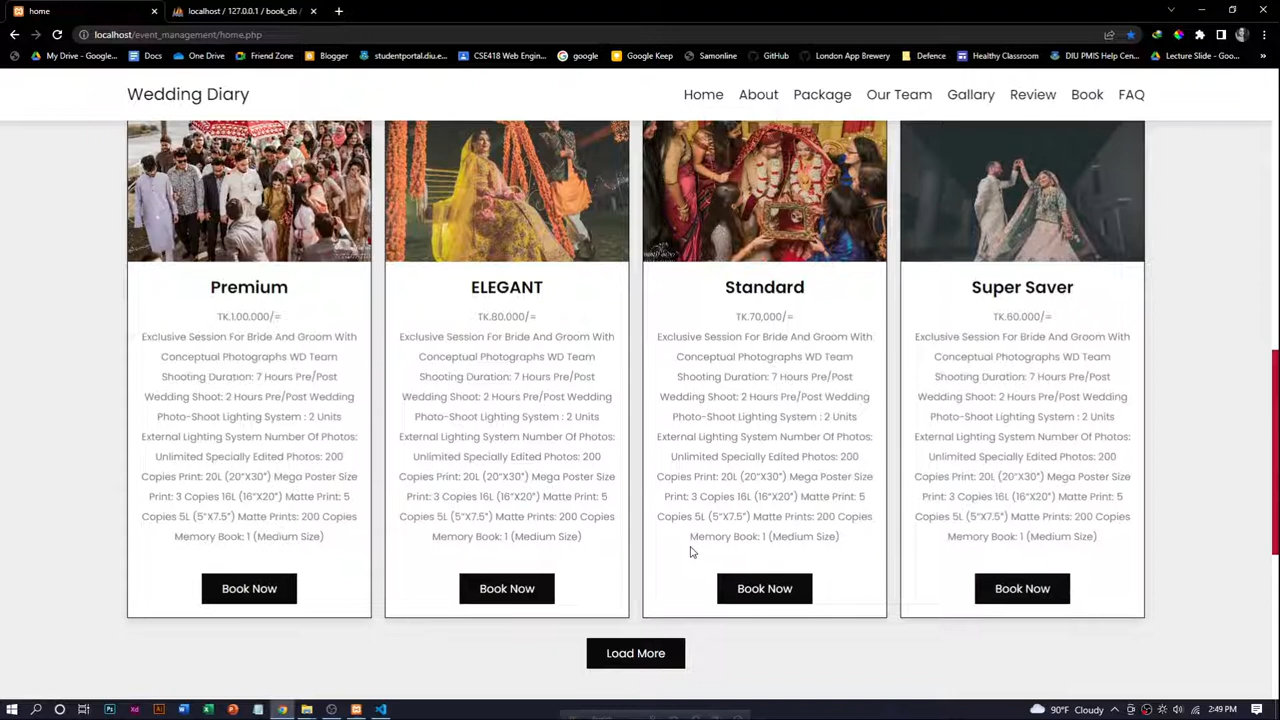 home
localhost / 127.0.0.1 / book_db /
localhost/event_management/home.php
My Drive - Google...
Docs
One Drive
Friend Zone
Blogger
studentportal.diu.e...
CSE418 Web Engin...
google
Google Keep
Samonline
GitHub
London App Brewery
Defence
Healthy Classroom
DIU PMIS Help Cen...
Lecture Slide - Goo...
Wedding Diary
Home
About
Package
Our Team
Gallary
Review
Book
FAQ
Premium
TK.1.00.000/=
Exclusive Session For Bride And Groom With
Conceptual Photographs WD Team
Shooting Duration: 7 Hours Pre/Post
Wedding Shoot: 2 Hours Pre/Post Wedding
Photo-Shoot Lighting System : 2 Units
External Lighting System Number Of Photos:
Unlimited Specially Edited Photos: 200
Copies Print: 20L (20"X30") Mega Poster Size
Print: 3 Copies 16L (16"X20") Matte Print: 5
Copies 5L (5"X7.5") Matte Prints: 200 Copies
Memory Book: 1 (Medium Size)
Book Now
ELEGANT
TK.80.000/=
Exclusive Session For Bride And Groom With
Conceptual Photographs WD Team
Shooting Duration: 7 Hours Pre/Post
Wedding Shoot: 2 Hours Pre/Post Wedding
Photo-Shoot Lighting System : 2 Units
External Lighting System Number Of Photos:
Unlimited Specially Edited Photos: 200
Copies Print: 20L (20"X30") Mega Poster Size
Print: 3 Copies 16L (16"X20") Matte Print: 5
Copies 5L (5"X7.5") Matte Prints: 200 Copies
Memory Book: 1 (Medium Size)
Book Now
Standard
TK.70,000/=
Exclusive Session For Bride And Groom With
Conceptual Photographs WD Team
Shooting Duration: 7 Hours Pre/Post
Wedding Shoot: 2 Hours Pre/Post Wedding
Photo-Shoot Lighting System : 2 Units
External Lighting System Number Of Photos:
Unlimited Specially Edited Photos: 200
Copies Print: 20L (20"X30") Mega Poster Size
Print: 3 Copies 16L (16"X20") Matte Print: 5
Copies 5L (5"X7.5") Matte Prints: 200 Copies
Memory Book: 1 (Medium Size)
Book Now
Super Saver
TK.60.000/=
Exclusive Session For Bride And Groom With
Conceptual Photographs WD Team
Shooting Duration: 7 Hours Pre/Post
Wedding Shoot: 2 Hours Pre/Post Wedding
Photo-Shoot Lighting System : 2 Units
External Lighting System Number Of Photos:
Unlimited Specially Edited Photos: 200
Copies Print: 20L (20"X30") Mega Poster Size
Print: 3 Copies 16L (16"X20") Matte Print: 5
Copies 5L (5"X7.5") Matte Prints: 200 Copies
Memory Book: 1 (Medium Size)
Book Now
Load More
90°F Cloudy
2:49 PM